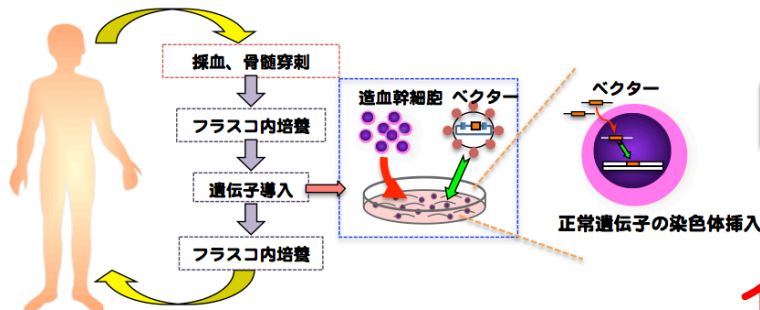 採血、骨髄穿刺
フラスコ内培養
遺伝子導入
フラスコ内培養
造血幹細胞
ベクター
ベクター
正常遺伝子の染色体挿入